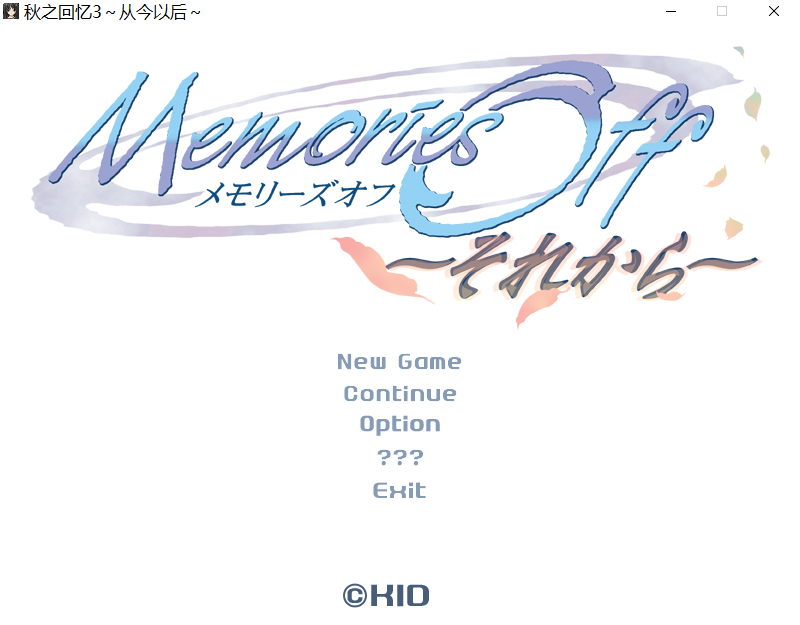 秋之回忆3～从今以后～
Memories Off
メモリーズオフ
～それから～
New Game
Continue
Option
???
Exit
©KID